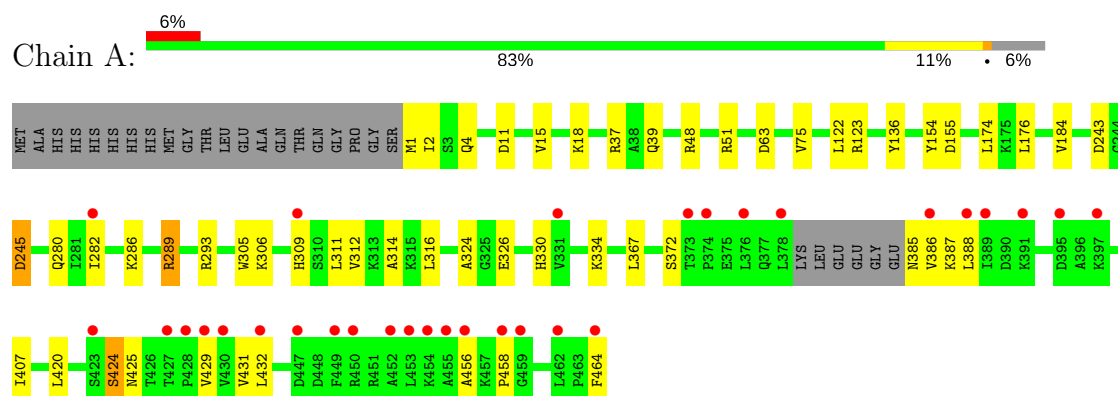 6%
Chain A:
83% 11% • 6%
MET ALA HIS HIS HIS HIS HIS HIS MET GLY THR LEU GLU ALA GLN THR GLN GLY PRO GLY SER M1 I2 S3 Q4 D11 V15 K18 R37 A38 Q39 R48 R51 D63 V75 L122 R123 Y136 Y154 D155 L174 K175 L176 V184 D243 G244
D245 Q280 I281 I282 K286 R289 R293 W305 K306 H309 S310 L311 V312 K313 A314 K315 L316 A324 G325 E326 H330 V331 K334 L367 S372 T373 P374 E375 L376 Q377 L378 LYS LEU GLU GLU GLY GLU N385 V386 K387 L388 I389 D390 K391 D395 A396 K397
I407 L420 S423 S424 N425 T426 T427 P428 V429 V430 V431 L432 D447 D448 F449 R450 R451 A452 L453 K454 A455 A456 K457 P458 G459 L462 P463 F464